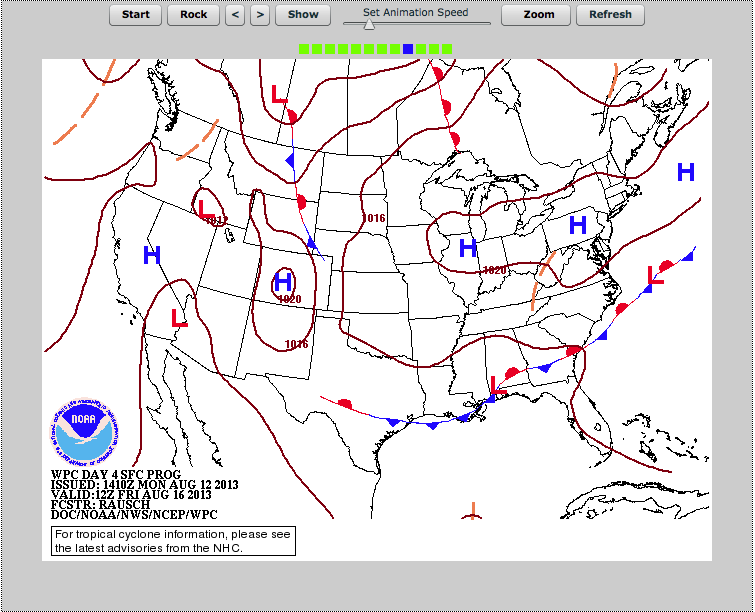 Start Rock < > Show Set Animation Speed Zoom Refresh
L
H
L
1012
1016
H
H
H
H
1020
L
1020
L
1016
L
NOAA
WPC DAY 4 SFC PROG
ISSUED: 1410Z MON AUG 12 2013
VALID:12Z FRI AUG 16 2013
FCSTR: RAUSCH
DOC/NOAA/NWS/NCEP/WPC
For tropical cyclone information, please see
the latest advisories from the NHC.